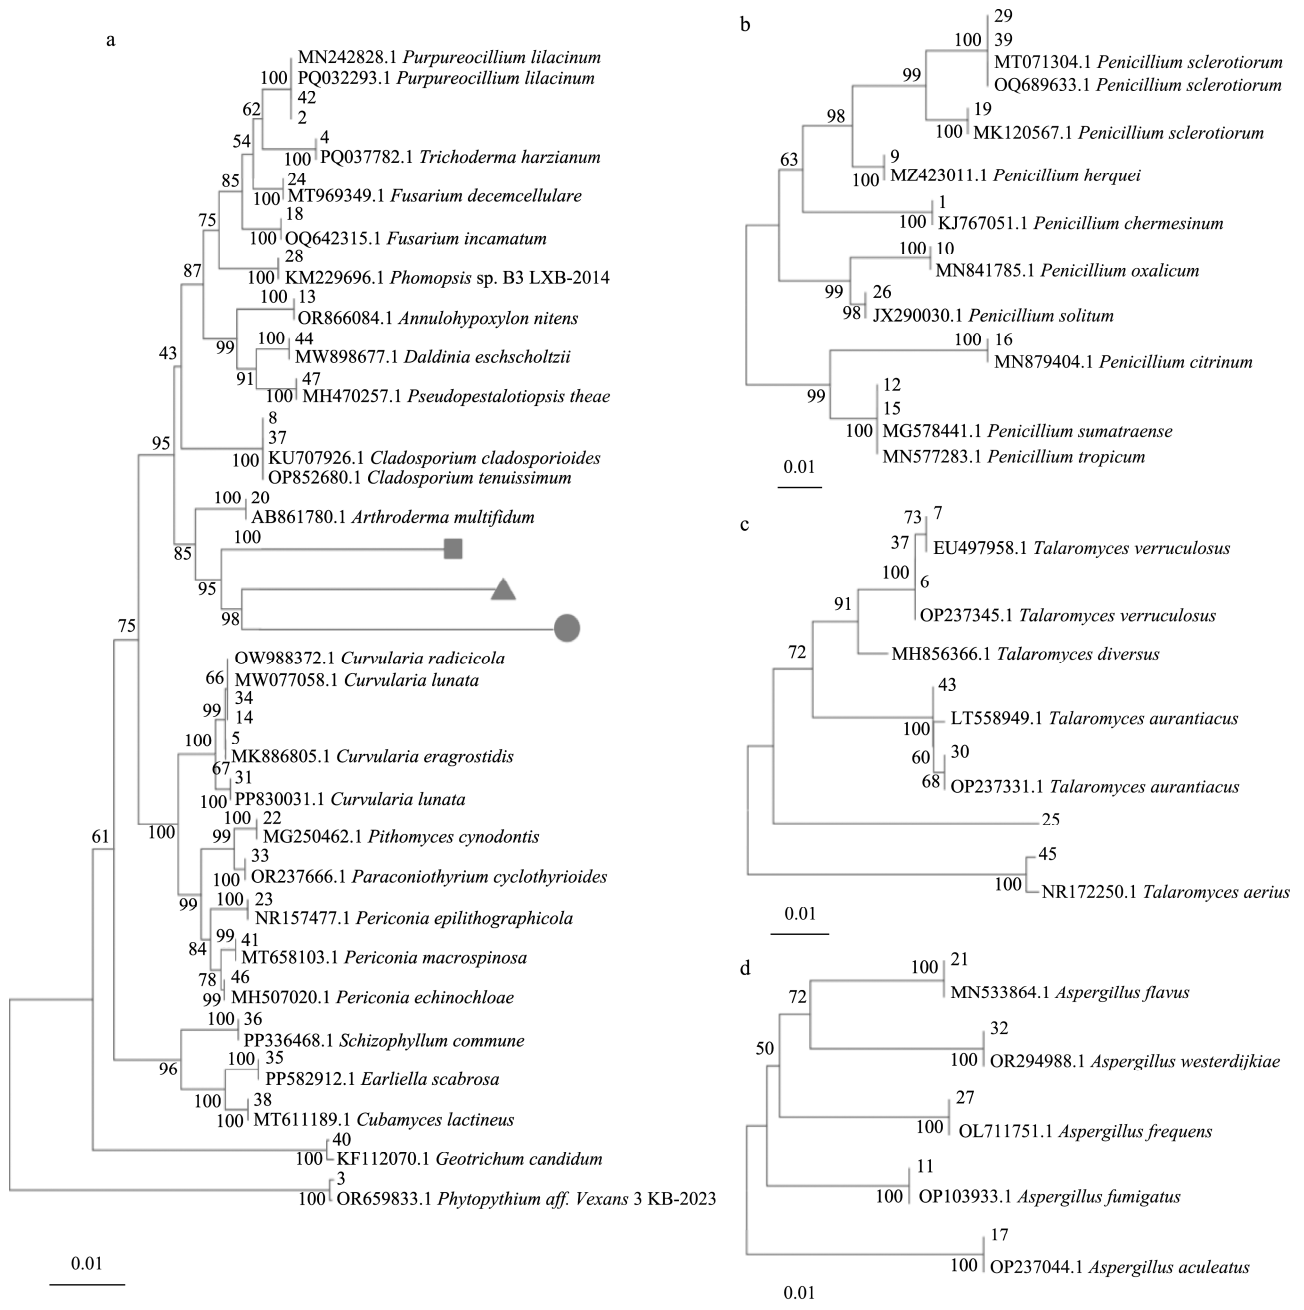 a
MN242828.1 Purpureocillium lilacinum
100 PQ032293.1 Purpureocillium lilacinum
42
62
2
4
54
100 PQ037782.1 Trichoderma harzianum
24
85
100 MT969349.1 Fusarium decemcellulare
18
75
100 OQ642315.1 Fusarium incamatum
28
87
100 KM229696.1 Phomopsis sp. B3 LXB-2014
100 13
OR866084.1 Annulohypoxylon nitens
99
100 44
43
MW898677.1 Daldinia eschscholtzii
91
47
100 MH470257.1 Pseudopestalotiopsis theae
8
37
95
100 KU707926.1 Cladosporium cladosporioides
OP852680.1 Cladosporium tenuissimum
100 20
AB861780.1 Arthroderma multifidum
100
85
95
98
75
OW988372.1 Curvularia radicicola
66 MW077058.1 Curvularia lunata
34
99
14
100
5
MK886805.1 Curvularia eragrostidis
67
31
100 PP830031.1 Curvularia lunata
100 22
100
99 MG250462.1 Pithomyces cynodontis
61
33
100 OR237666.1 Paraconiothyrium cyclothyrioides
99
100 23
NR157477.1 Periconia epilithographicola
99 41
84
MT658103.1 Periconia macrospinosa
78
46
99 MH507020.1 Periconia echinochloae
100 36
PP336468.1 Schizophyllum commune
96
100 35
PP582912.1 Earliella scabrosa
100
38
100 MT611189.1 Cubamyces lactineus
40
100 KF112070.1 Geotrichum candidum
3
100 OR659833.1 Phytopythium aff. Vexans 3 KB-2023
0.01
b
29
100 39
MT071304.1 Penicillium sclerotiorum
99
OQ689633.1 Penicillium sclerotiorum
19
98
100 MK120567.1 Penicillium sclerotiorum
9
63
100 MZ423011.1 Penicillium herquei
1
100 KJ767051.1 Penicillium chermesinum
100 10
MN841785.1 Penicillium oxalicum
99
26
98 JX290030.1 Penicillium solitum
100 16
MN879404.1 Penicillium citrinum
99
12
15
100 MG578441.1 Penicillium sumatraense
MN577283.1 Penicillium tropicum
0.01
c
73 7
37 EU497958.1 Talaromyces verruculosus
100
6
91
OP237345.1 Talaromyces verruculosus
72
MH856366.1 Talaromyces diversus
43
LT558949.1 Talaromyces aurantiacus
100
60 30
68 OP237331.1 Talaromyces aurantiacus
25
45
100
NR172250.1 Talaromyces aerius
0.01
d
21
100
MN533864.1 Aspergillus flavus
72
32
50
100 OR294988.1 Aspergillus westerdijkiae
27
100 OL711751.1 Aspergillus frequens
11
100 OP103933.1 Aspergillus fumigatus
17
100 OP237044.1 Aspergillus aculeatus
0.01